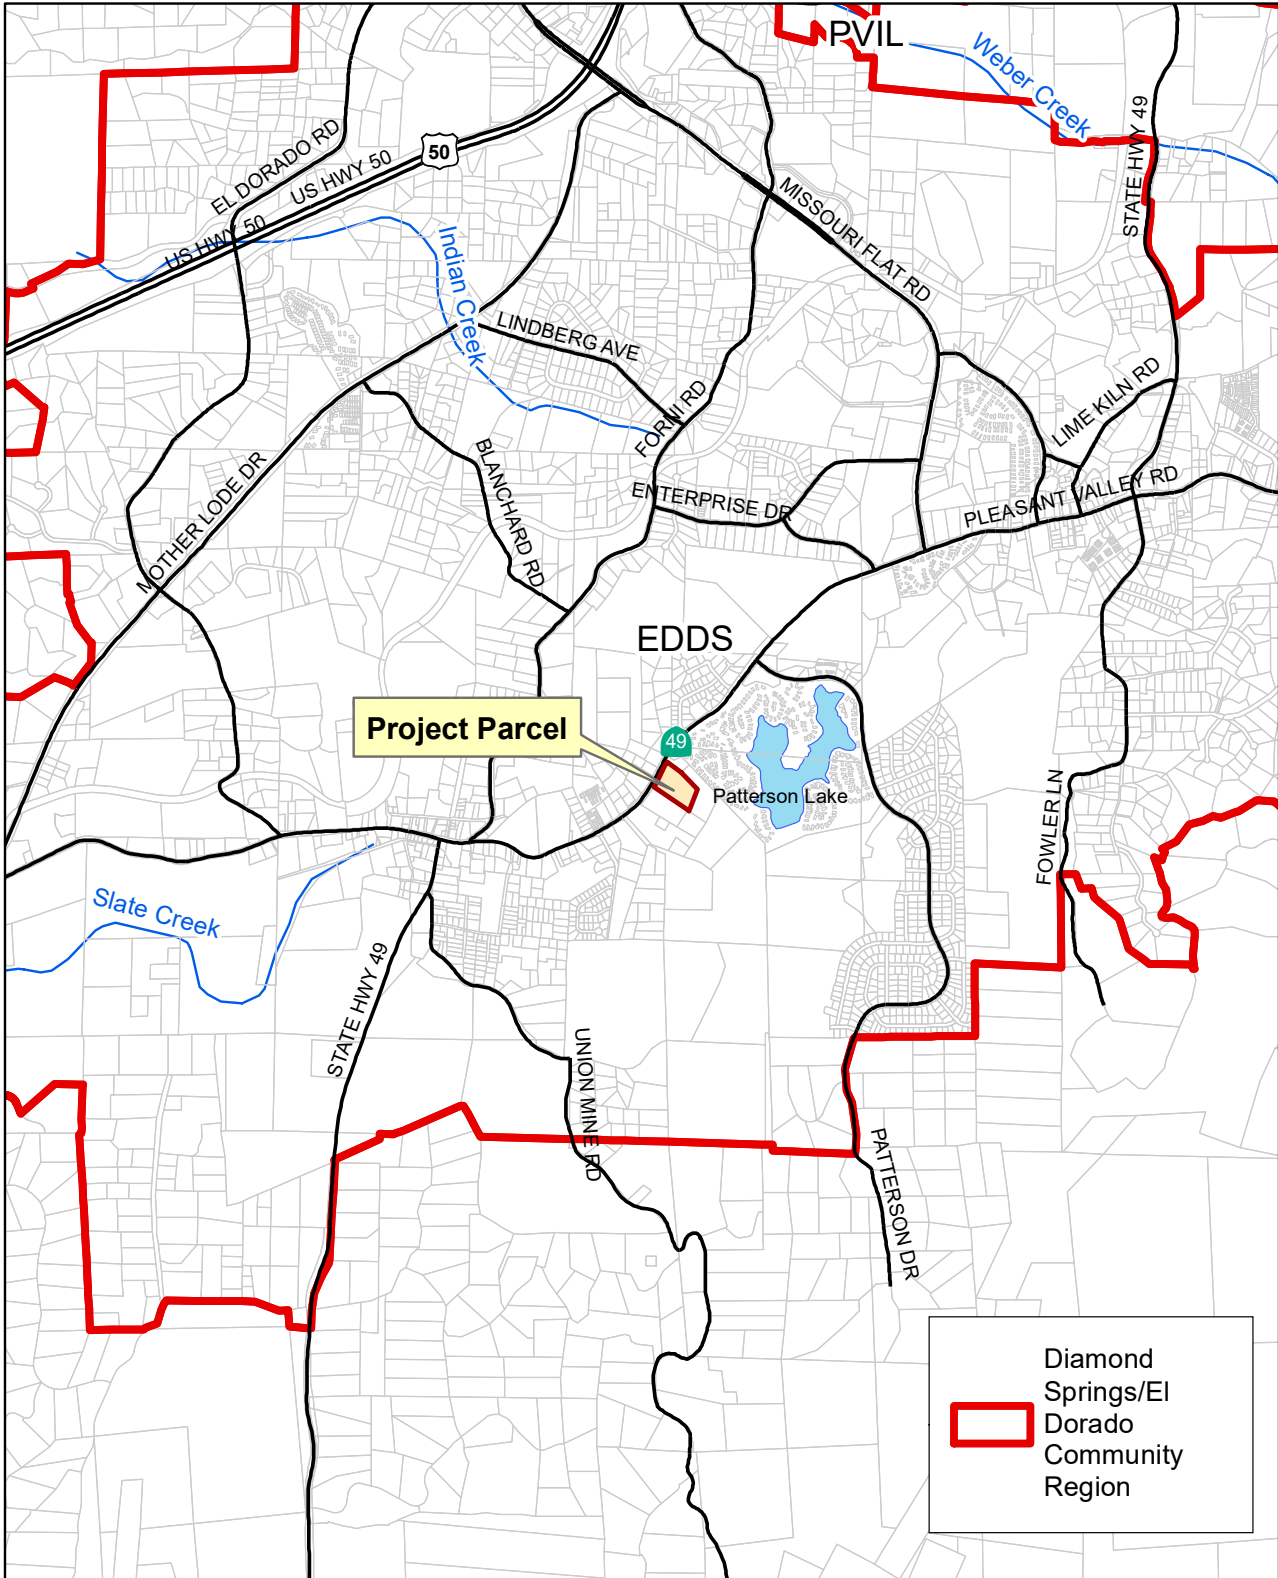 PVIL
Weber Creek
STATE HWY 49
EL DORADO RD
US HWY 50
50
US HWY 50
MISSOURI FLAT RD
Indian Creek
LINDBERG AVE
FORNI RD
LIME KILN RD
BLANCHARD RD
MOTHER LODE DR
ENTERPRISE DR
PLEASANT VALLEY RD
EDDS
Project Parcel
49
Patterson Lake
FOWLER LN
Slate Creek
STATE HWY 49
UNION MINE RD
PATTERSON DR
Diamond
Springs/El
Dorado
Community
Region